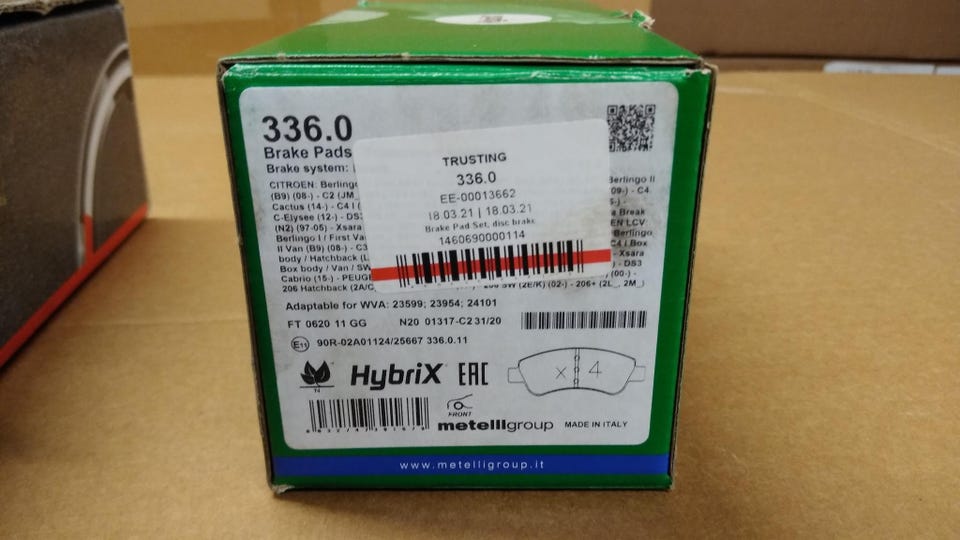 336.0
Brake Pads
Brake system:
CITROEN: Berlingo
(B9) (08-) - C2 (JM_
Cactus (14-) - C4 I (
C-Elysee (12-) - DS3
(N2) (97-05) - Xsara
Berlingo I / First Van
II Van (B9) (08-) - C3
body / Hatchback (
Box body / Van / SW
Cabrio (15-) - PEUG
206 Hatchback (2A/C
Berlingo II
(09-) - C4
a Break
EN LCV:
Berlingo
C4 I Box
- Xsara
) - DS3
(00-) -
206 SW (2E/K) (02-) - 206+ (2L_, 2M_)
TRUSTING
336.0
EE-00013662
18.03.21 | 18.03.21
Brake Pad Set, disc brake
1460690000114
Adaptable for WVA: 23599; 23954; 24101
FT 0620 11 GG N20 01317-C2 31/20
E11 90R-02A01124/25667 336.0.11
T4
HybriX EAC
x 4
FRONT
metelligroup MADE IN ITALY
www.metelligroup.it